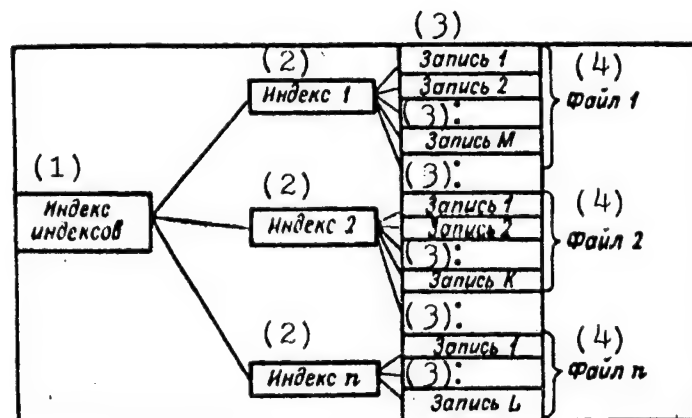 (3)
(2)
Запись 1
(4)
Индекс 1
Запись 2
Файл 1
(3):
Запись M
(1)
(2)
(3):
(4)
Индекс индексов
Запись 1
Индекс 2
Запись 2
Файл 2
(3):
Запись K
(2)
(3):
(4)
Запись 1
Индекс n
(3):
Файл n
Запись L